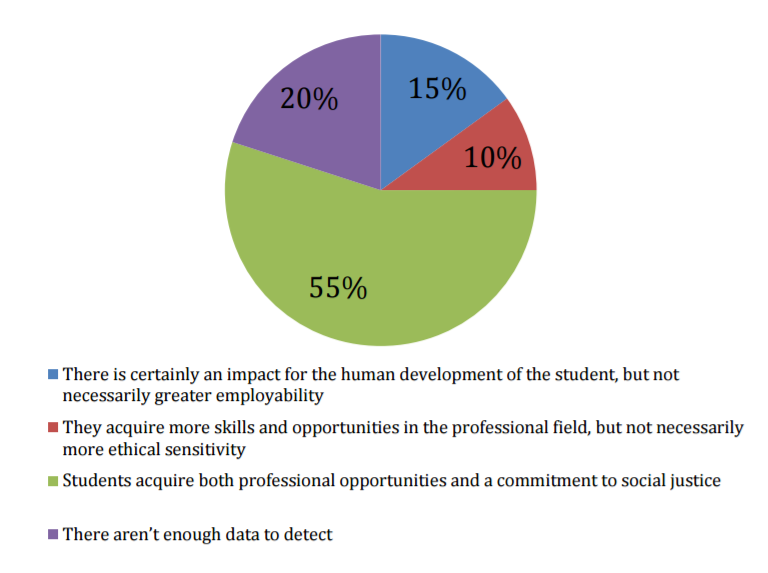 15%
20%
10%
55%
There is certainly an impact for the human development of the student, but not
necessarily greater employability
They acquire more skills and opportunities in the professional field, but not necessarily
more ethical sensitivity
Students acquire both professional opportunities and a commitment to social justice
There aren’t enough data to detect